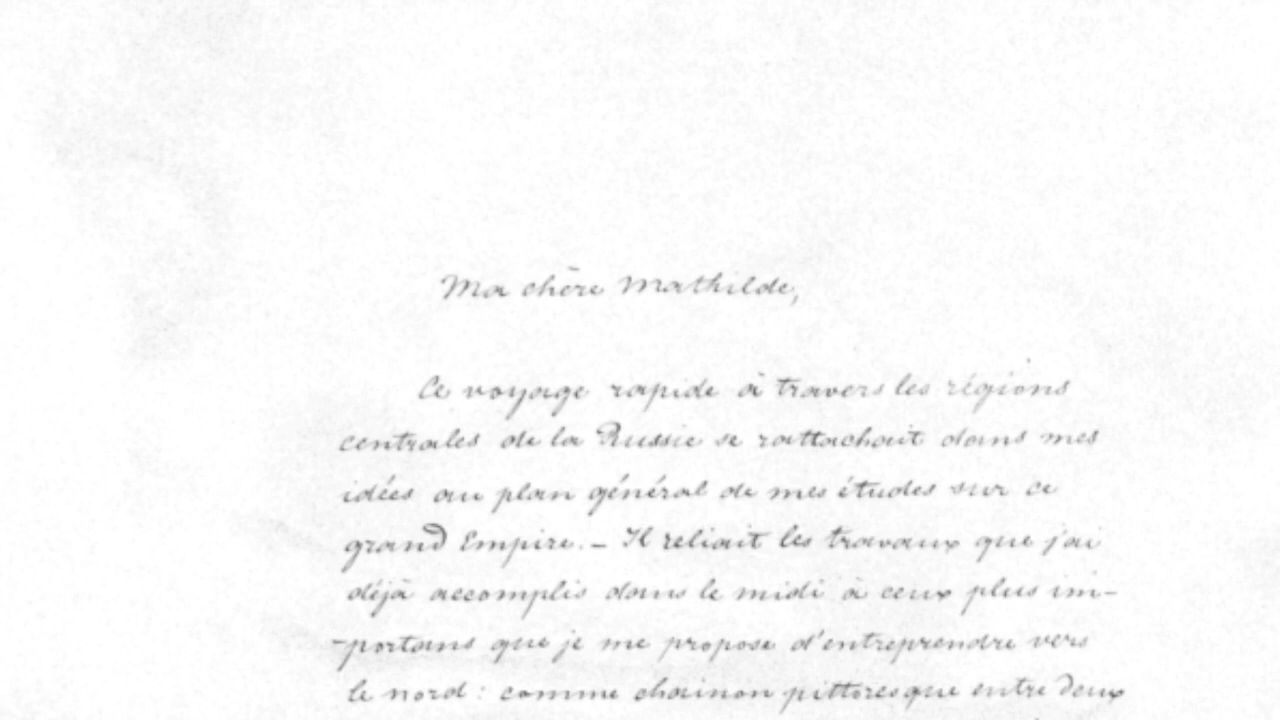 Ma chère Mathilde,
Ce voyage rapide à travers les régions
centrales de la Russie se rattachait dans mes
idées au plan général de mes études sur ce
grand Empire. — Il reliait les travaux que j'ai
déjà accomplis dans le midi à ceux plus im-
-portans que je me propose d'entreprendre vers
le nord : comme chainon pittoresque entre deux